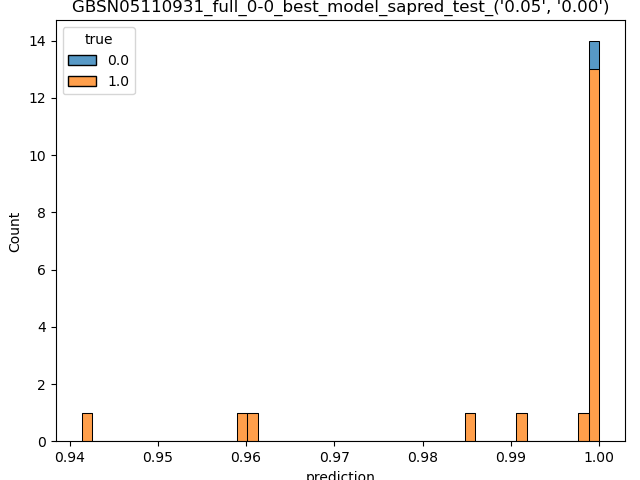 GBSN05110931_full_0-0_best_model_sapred_test_('0.05', '0.00')
true
0.0
1.0
14
12
10
8
6
4
2
0
Count
0.94 0.95 0.96 0.97 0.98 0.99 1.00
prediction